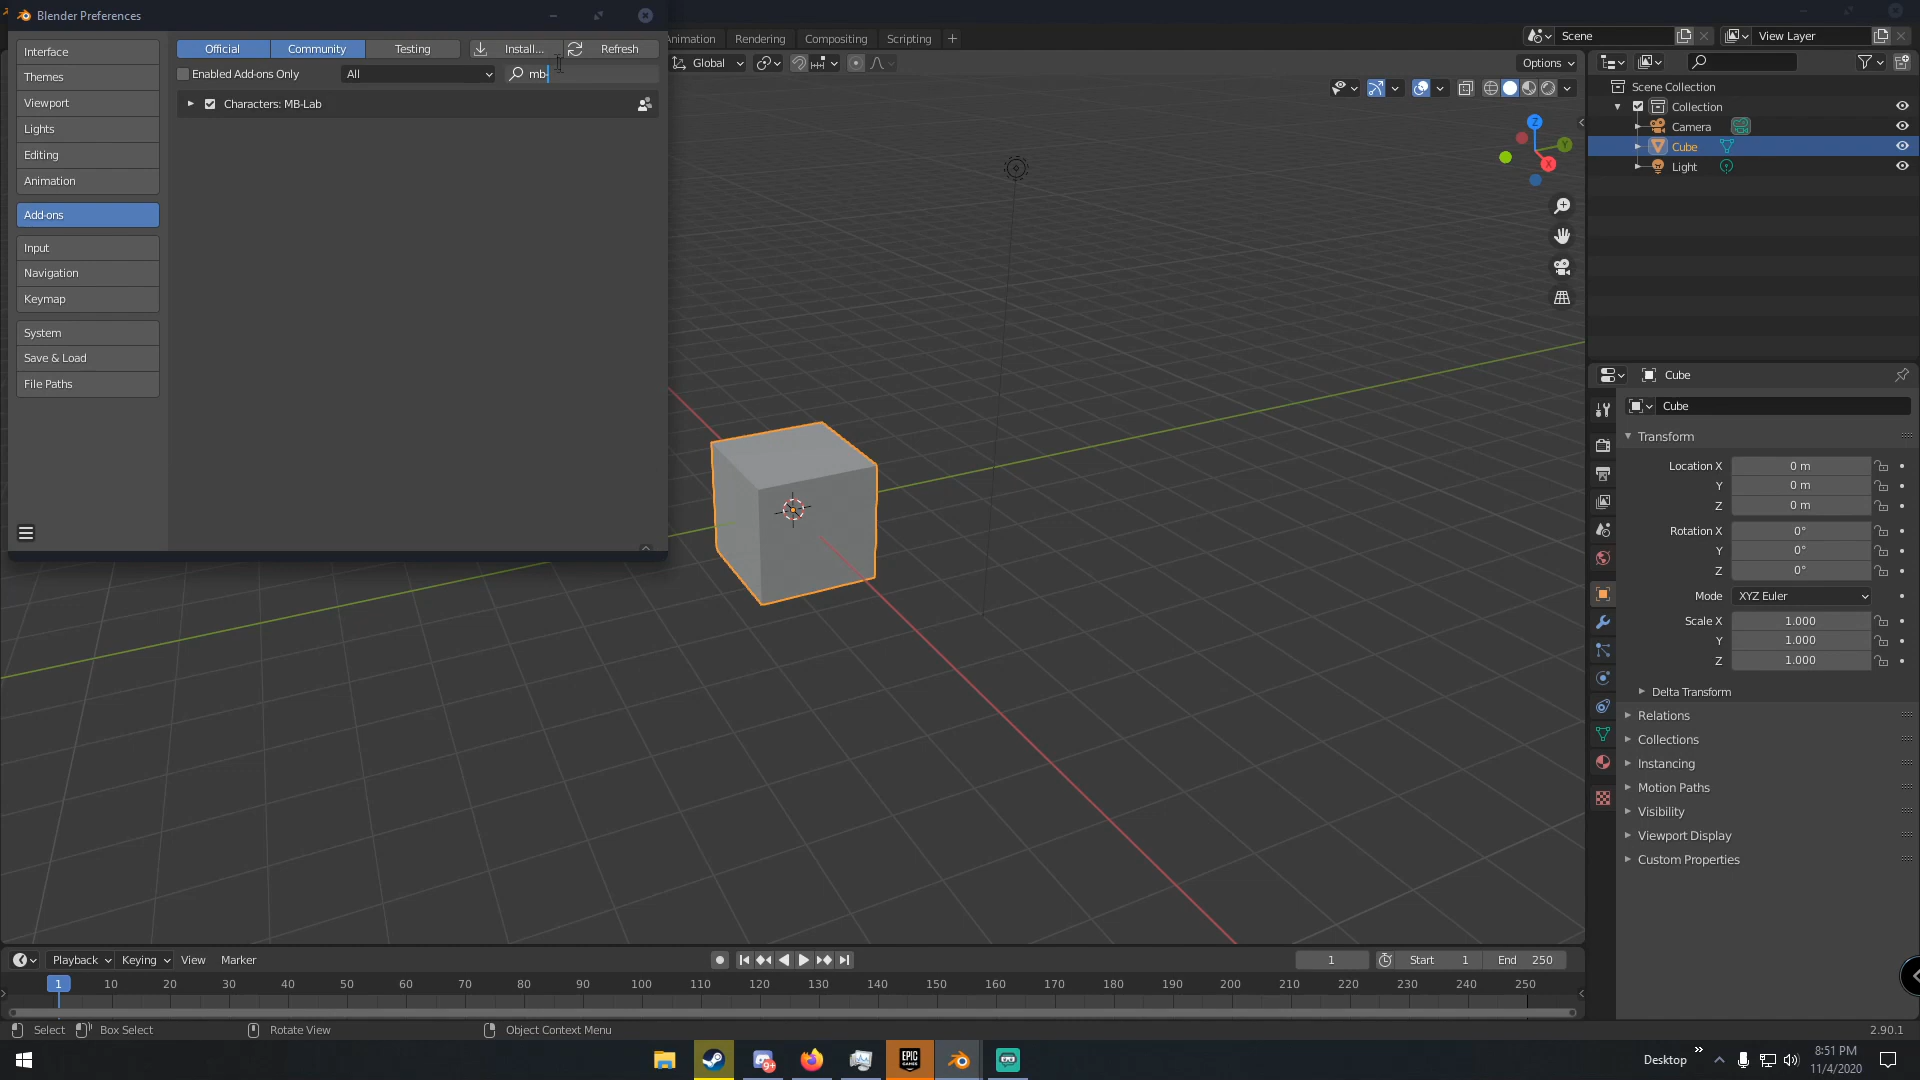 Blender Preferences
Interface
Themes
Viewport
Lights
Editing
Animation
Add-ons
Input
Navigation
Keymap
System
Save & Load
File Paths
Official Community Testing Install... Refresh
Enabled Add-ons Only All mb-
Characters: MB-Lab
Animation Rendering Compositing Scripting
Scene View Layer
Global Options
Z
Y
X
Scene Collection
Collection
Camera
Cube
Light
Cube
Cube
Transform
Location X 0 m
Y 0 m
Z 0 m
Rotation X 0°
Y 0°
Z 0°
Mode XYZ Euler
Scale X 1.000
Y 1.000
Z 1.000
Delta Transform
Relations
Collections
Instancing
Motion Paths
Visibility
Viewport Display
Custom Properties
Playback Keying View Marker 1 Start 1 End 250
1 10 20 30 40 50 60 70 80 90 100 110 120 130 140 150 160 170 180 190 200 210 220 230 240 250
Select Box Select Rotate View Object Context Menu 2.90.1
9+ EPIC GAMES Desktop 8:51 PM
11/4/2020